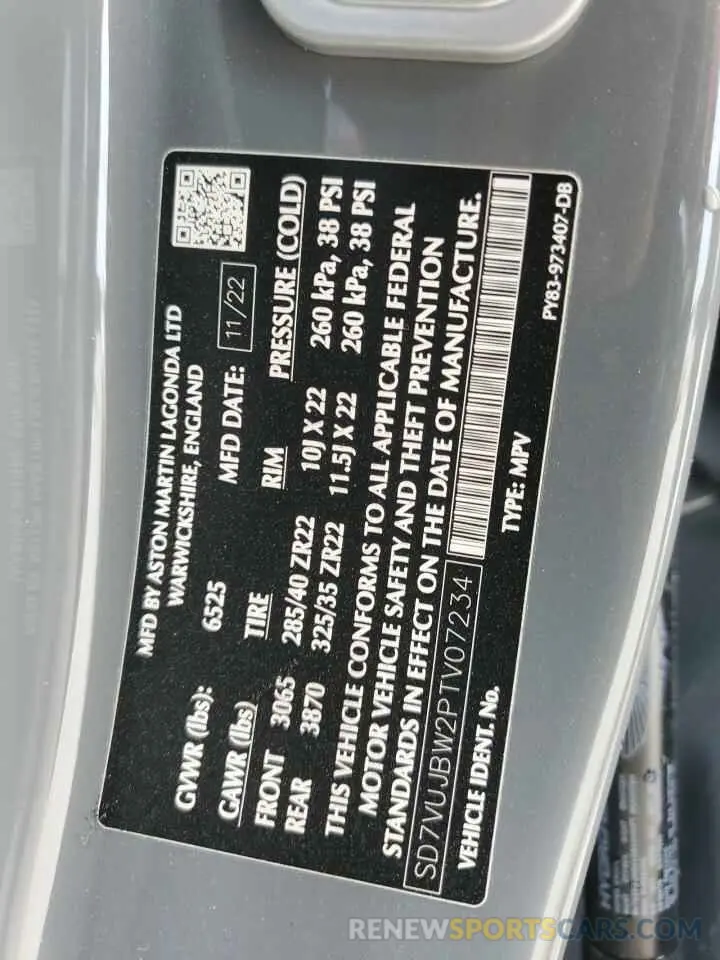 MFD BY ASTON MARTIN LAGONDA LTD
WARWICKSHIRE, ENGLAND
GVWR (lbs): 6525 MFD DATE: 11/22
GAWR (lbs) TIRE RIM PRESSURE (COLD)
FRONT 3065 285/40 ZR22 10J X 22 260 kPa, 38 PSI
REAR 3870 325/35 ZR22 11.5J X 22 260 kPa, 38 PSI
THIS VEHICLE CONFORMS TO ALL APPLICABLE FEDERAL
MOTOR VEHICLE SAFETY AND THEFT PREVENTION
STANDARDS IN EFFECT ON THE DATE OF MANUFACTURE.
SD7VUJBW2PTV07234
VEHICLE IDENT. No. TYPE: MPV
PY83-973407-DB
RENEWSPORTSCARS.COM